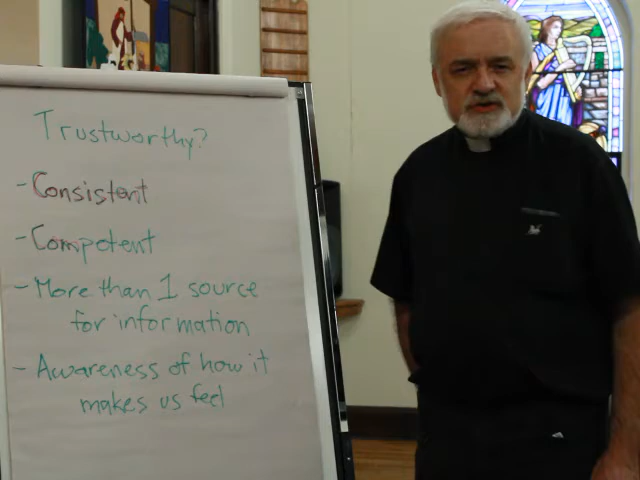 Trustworthy?
- Consistent
- Competent
- More than 1 source
for information
- Awareness of how it
makes us feel